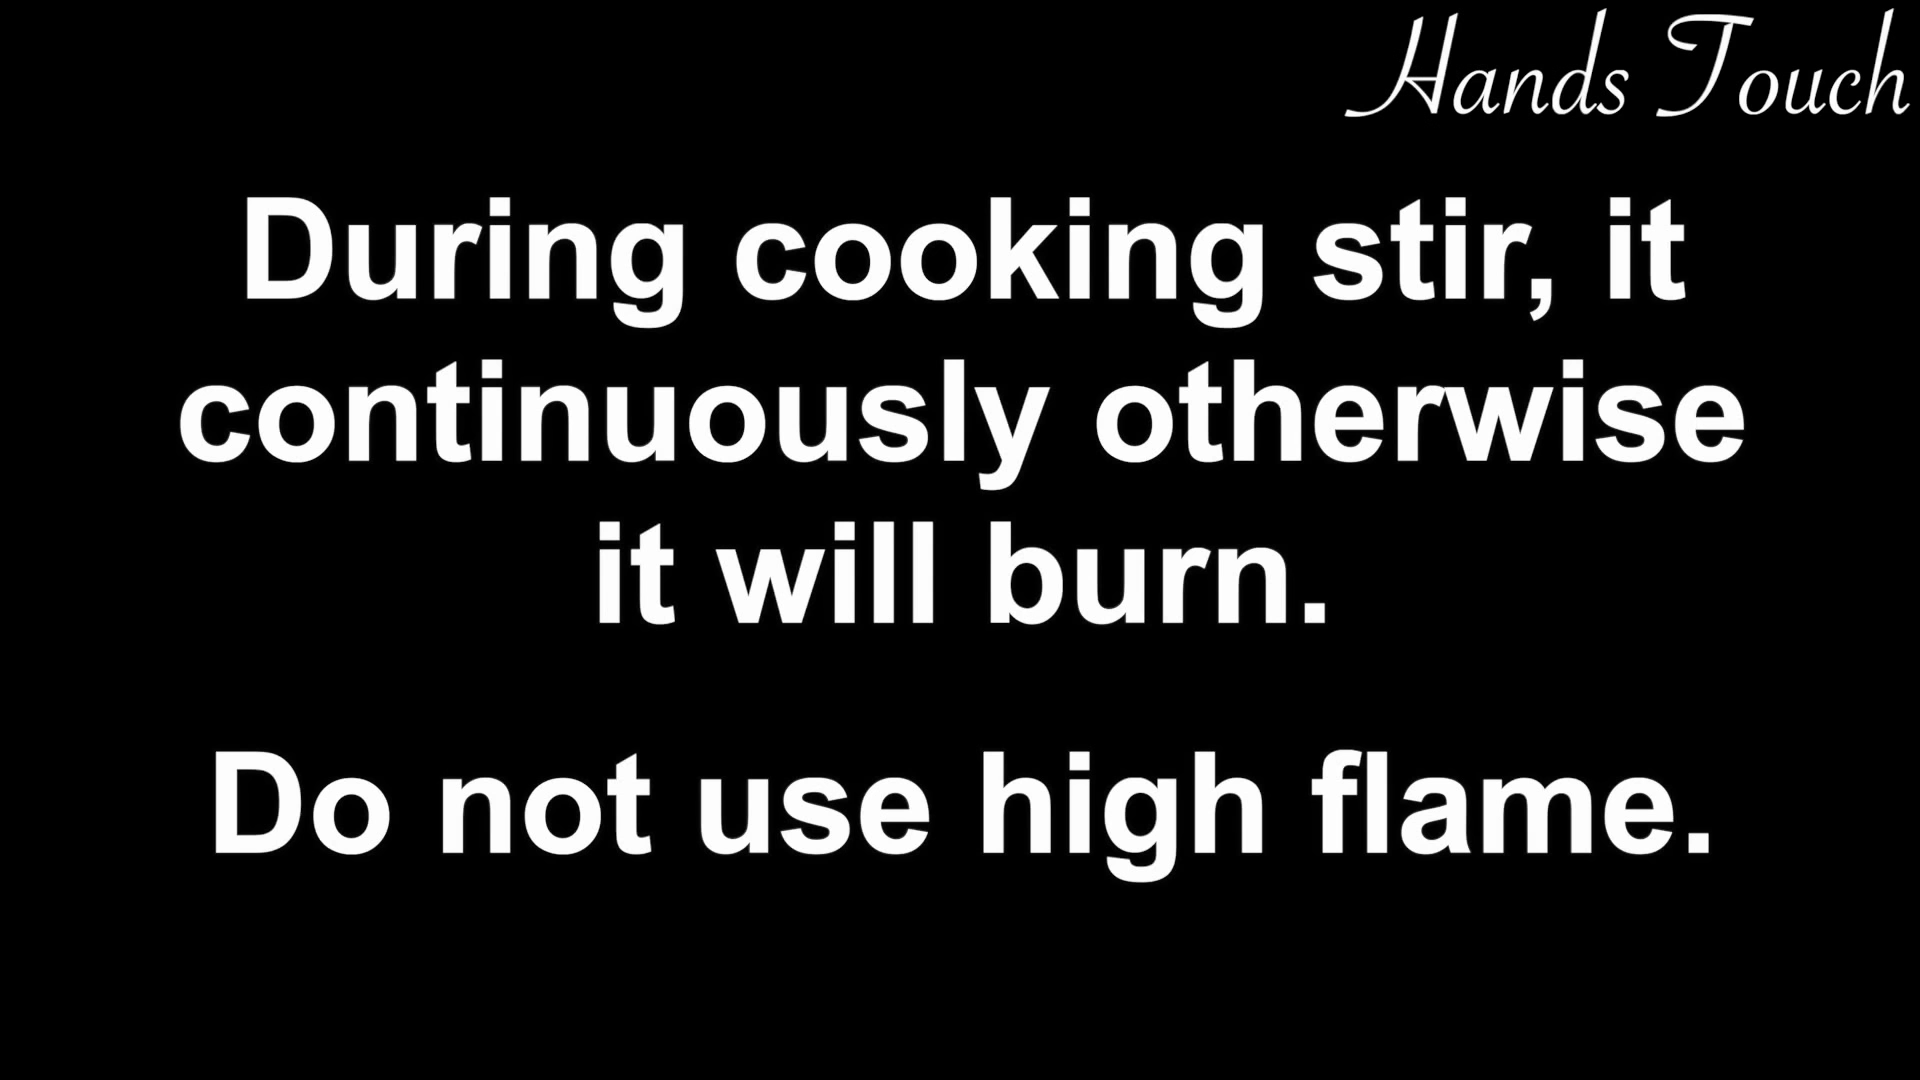 Hands Touch
During cooking stir, it
continuously otherwise
it will burn.
Do not use high flame.